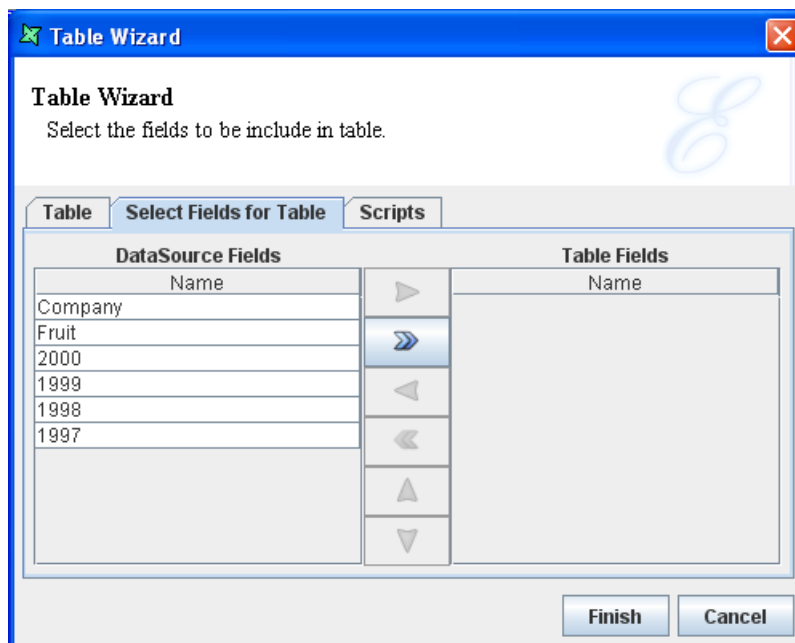 Table Wizard
Table Wizard
Select the fields to be include in table.
Table Select Fields for Table Scripts
DataSource Fields Table Fields
Name Name
Company
Fruit
2000
1999
1998
1997
Finish Cancel